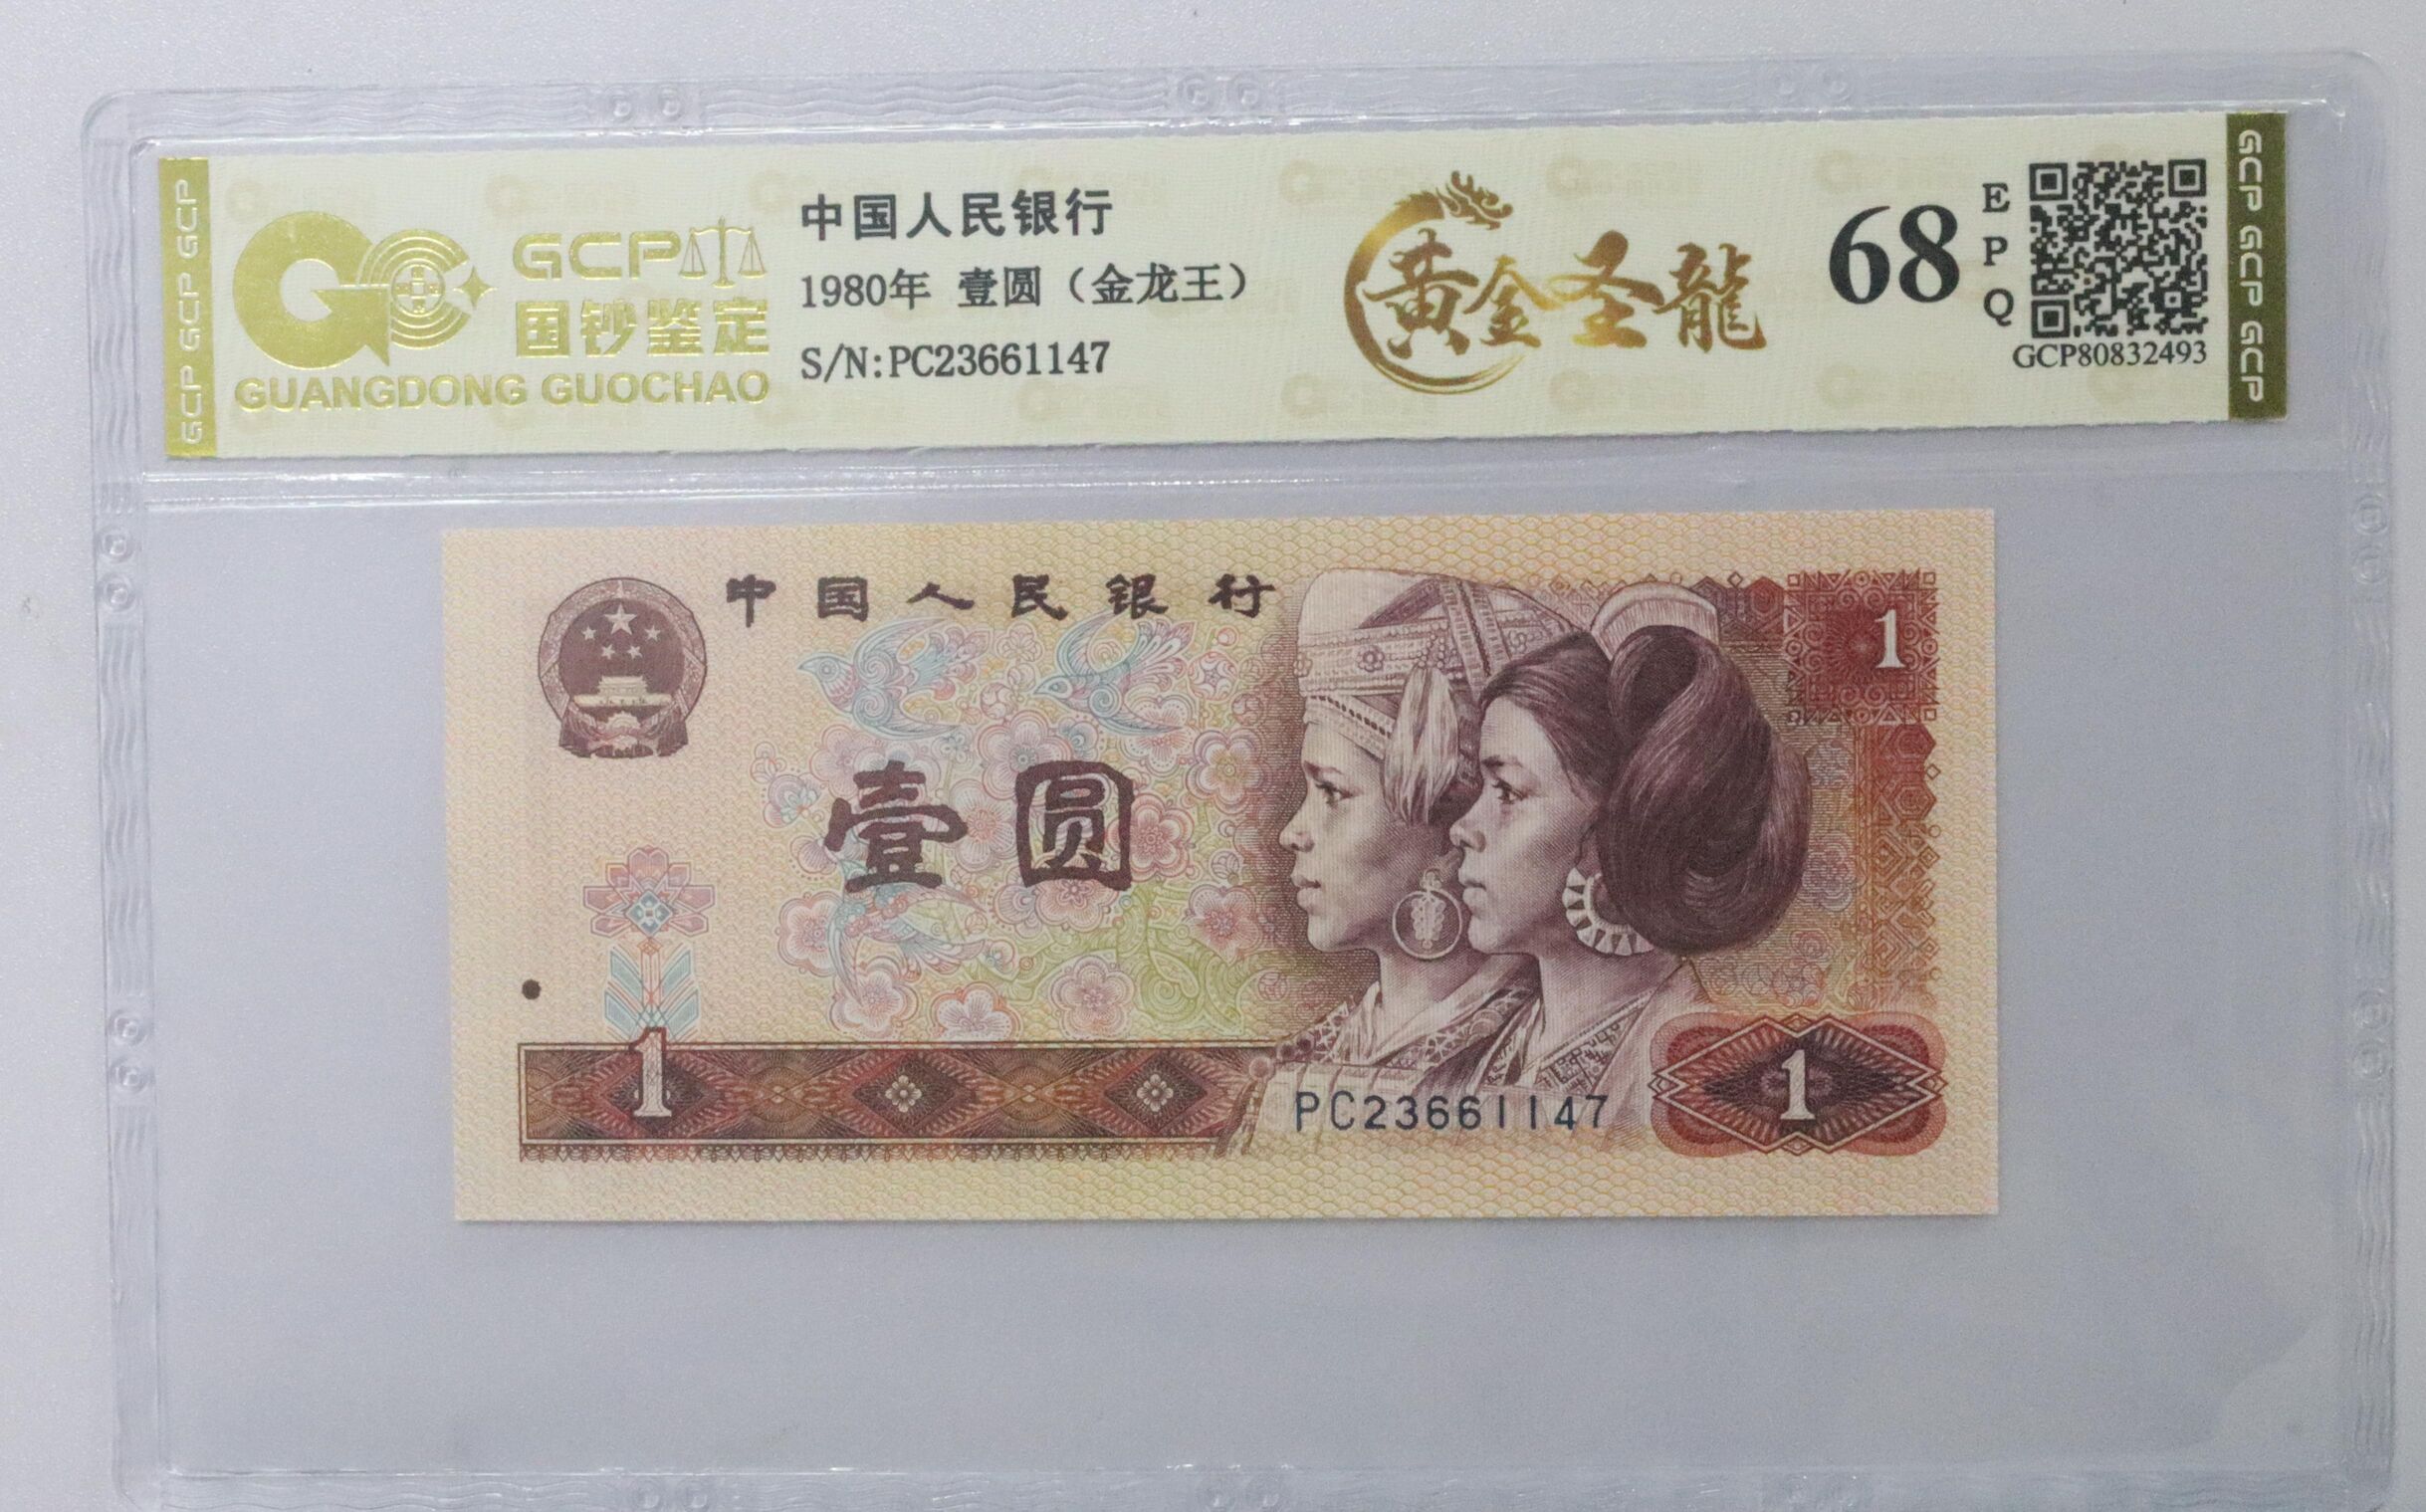 GCP GCP GCP
GCP
国钞鉴定
GUANGDONG GUOCHAO
中国人民银行
1980年 壹圆（金龙王）
S/N:PC23661147
黄金圣龍
68
EPQ
GCP80832493
GCP GCP GCP
中国人民银行
1
壹圆
1
PC23661147
1